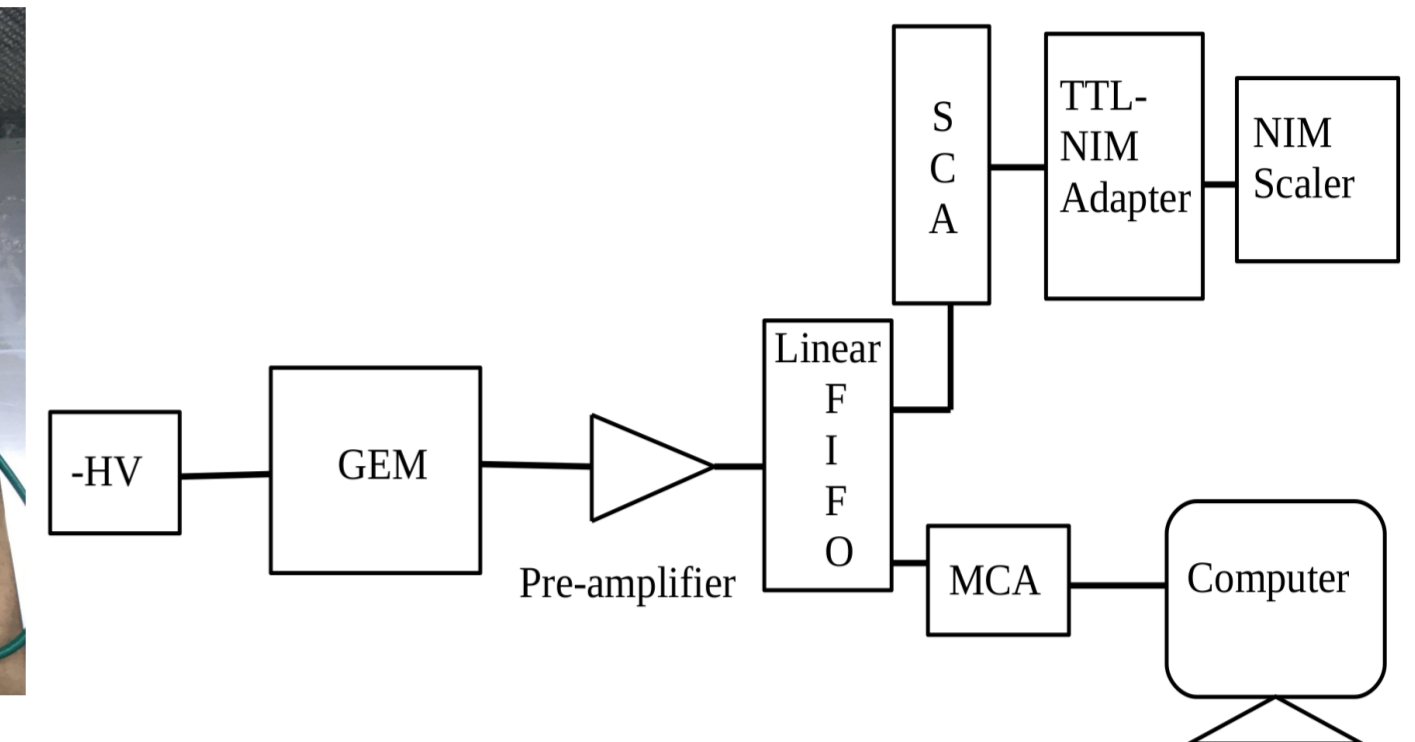 -HV
GEM
Pre-amplifier
Linear
F
I
F
O
S
C
A
TTL-
NIM
Adapter
NIM
Scaler
MCA
Computer